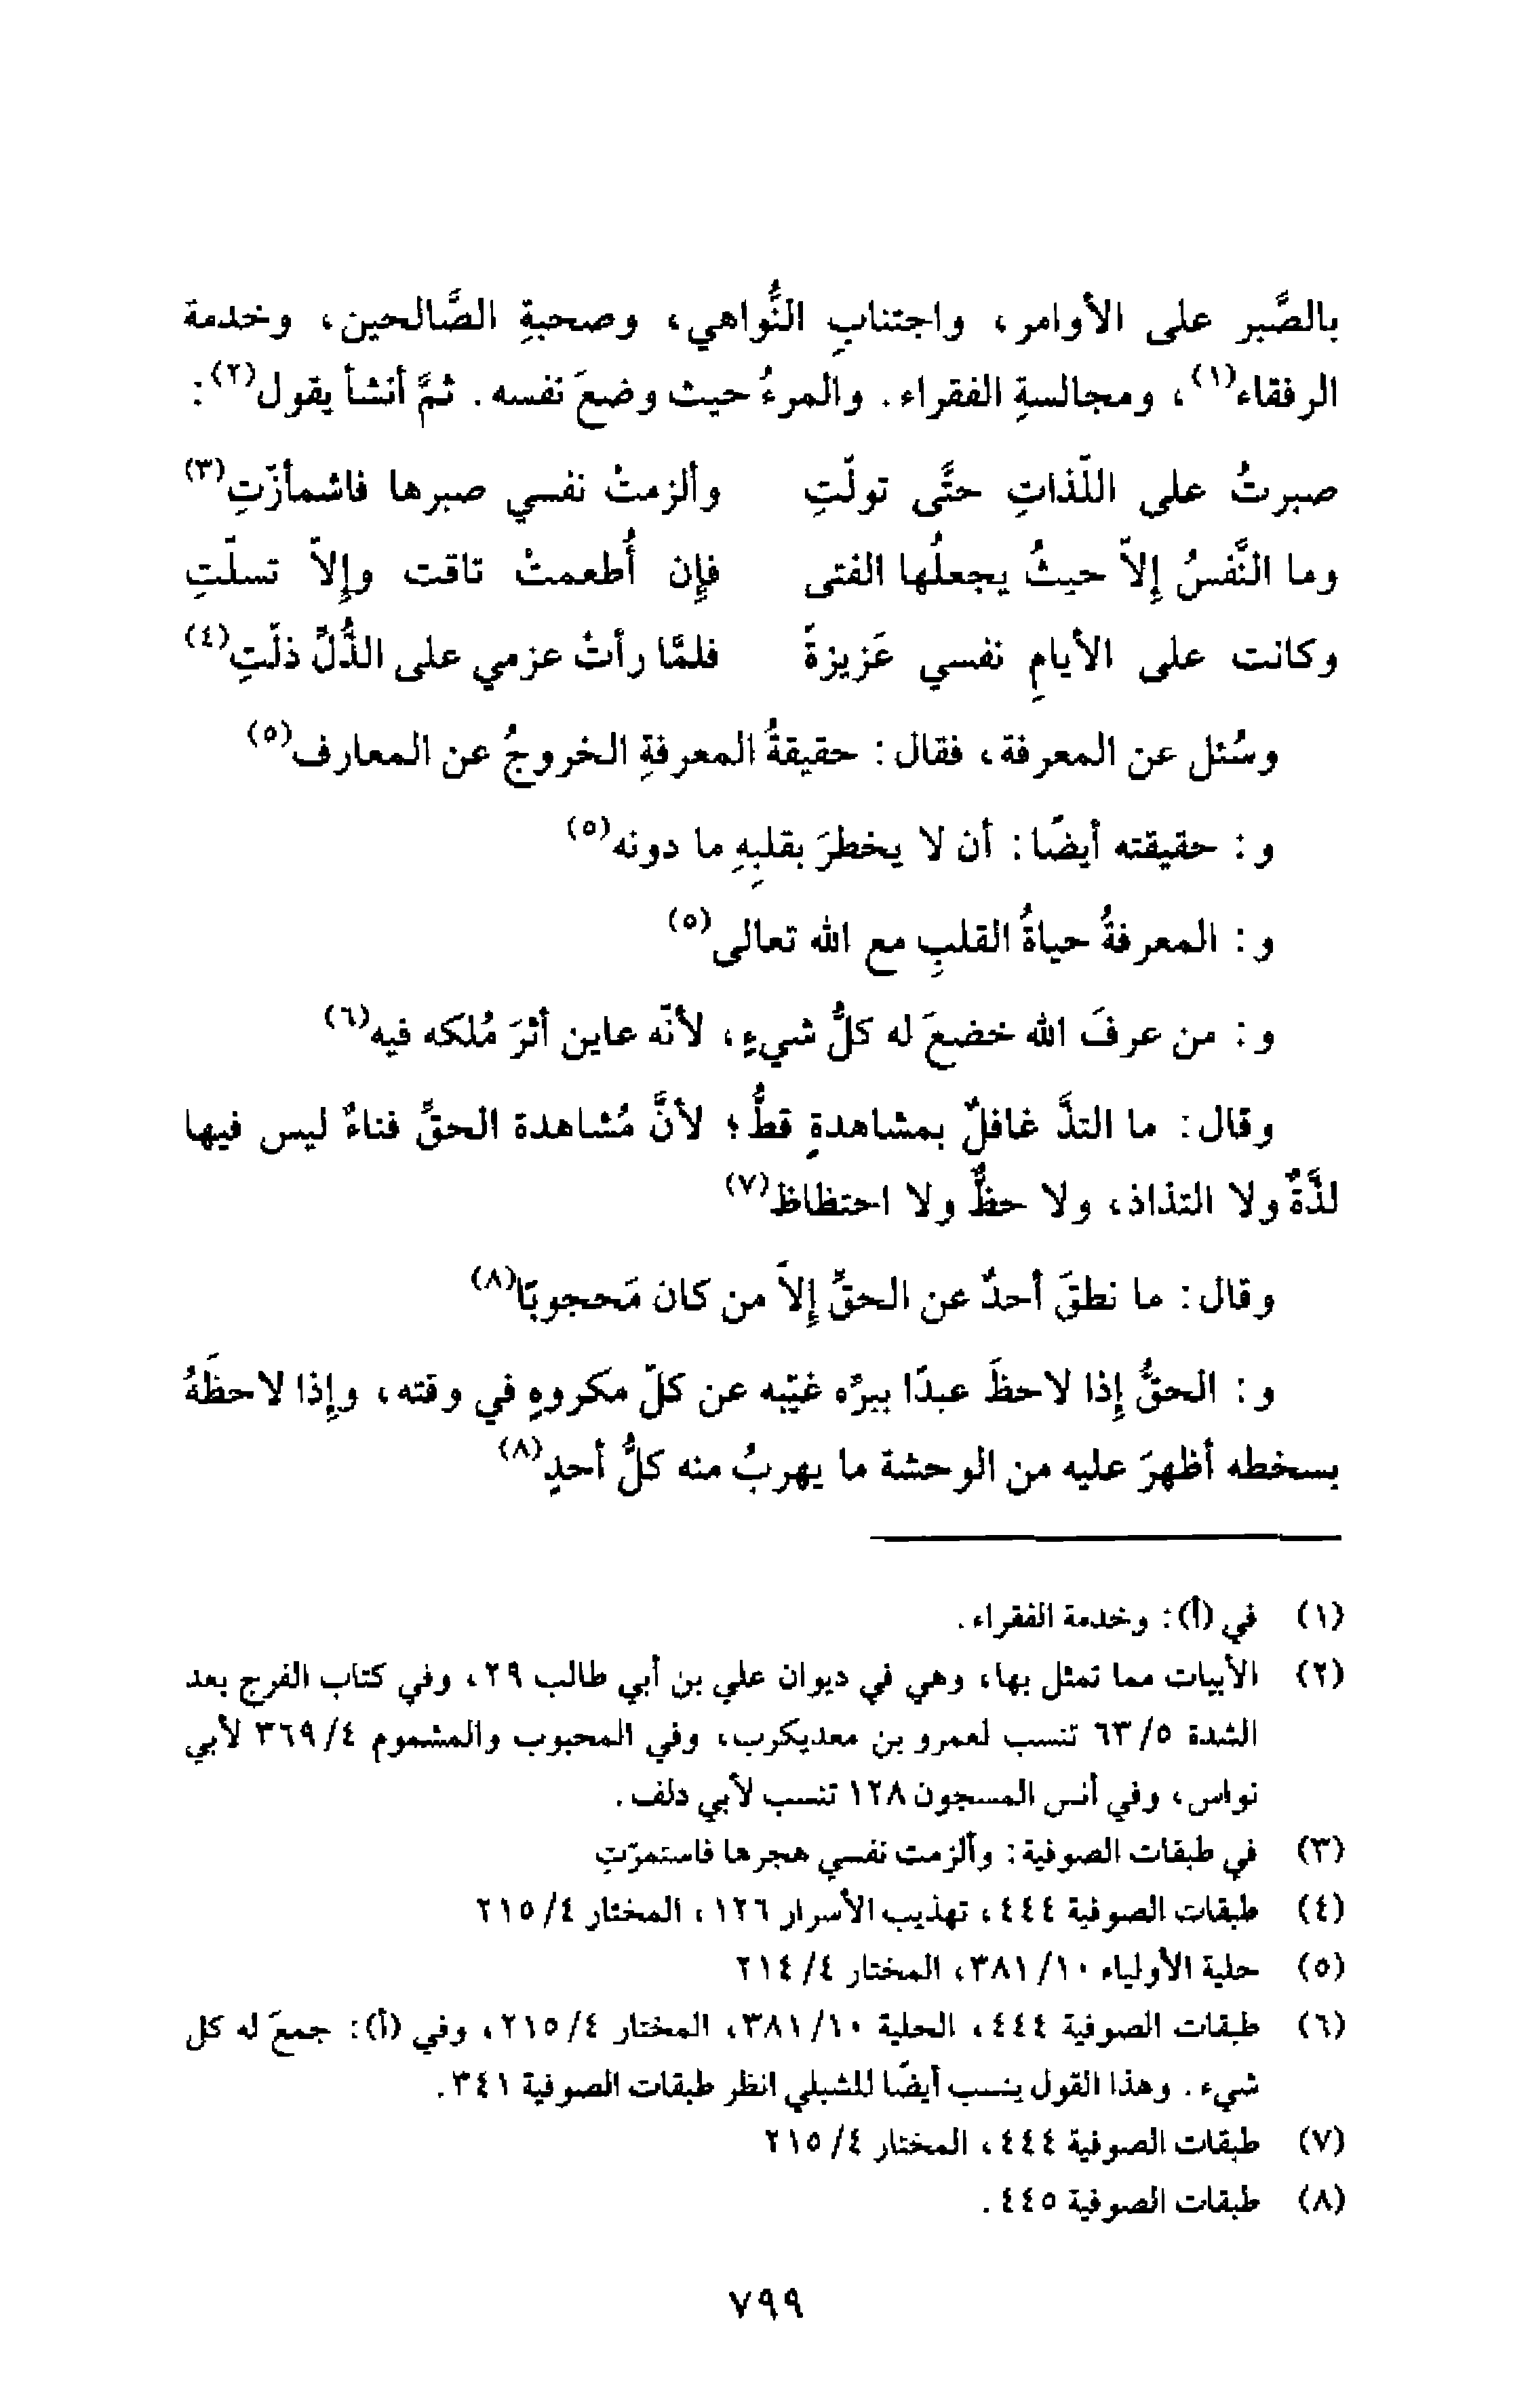 بالصَّبر على الأوامر، واجتنابِ النَّواهي، وصحبةِ الصَّالحين، وخدمة
الرفقاء(١)، ومجالسةِ الفقراء. والمرءُ حيث وضعَ نفسه. ثمَّ أنشأ يقول(٢):
صبرتُ على اللّذاتِ حتَّى تولّتِ وألزمتُ نفسي صبرها فاشمأزّتِ(٣)
وما النَّفسُ إلاّ حيثُ يجعلُها الفتى فإن أُطعمتْ تاقت وإلاّ تسلّتِ
وكانت على الأيامِ نفسي عَزيزةً فلمَّا رأتْ عزمي على الذُّلِّ ذلّتِ(٤)
وسُئل عن المعرفة، فقال: حقيقةُ المعرفةِ الخروجُ عن المعارف(٥)
و: حقيقته أيضًا: أن لا يخطرَ بقلبِهِ ما دونه(٥)
و: المعرفةُ حياةُ القلبِ مع الله تعالى(٥)
و: من عرفَ الله خضعَ له كلُّ شيءٍ، لأنّه عاين أثرَ مُلكه فيه(٦)
وقال: ما التذَّ غافلٌ بمشاهدةٍ قطُّ؛ لأنَّ مُشاهدة الحقِّ فناءٌ ليس فيها
لذَّةٌ ولا التذاذ، ولا حظٌّ ولا احتظاظ(٧)
وقال: ما نطقَ أحدٌ عن الحقِّ إلاّ من كان مَحجوبًا(٨)
و: الحقُّ إذا لاحظَ عبدًا ببرِّه غيّبه عن كلّ مكروهٍ في وقته، وإذا لاحظَهُ
بسخطه أظهرَ عليه من الوحشة ما يهربُ منه كلُّ أحدٍ(٨)
(١) في (أ): وخدمة الفقراء.
(٢) الأبيات مما تمثل بها، وهي في ديوان علي بن أبي طالب ٢٩، وفي كتاب الفرج بعد
الشدة ٥/ ٦٣ تنسب لعمرو بن معديكرب، وفي المحبوب والمشموم ٤/ ٣٦٩ لأبي
نواس، وفي أنس المسجون ١٢٨ تنسب لأبي دلف.
(٣) في طبقات الصوفية: وألزمت نفسي هجرها فاستمرّتِ
(٤) طبقات الصوفية ٤٤٤، تهذيب الأسرار ١٢٦، المختار ٤/ ٢١٥
(٥) حلية الأولياء ١٠/ ٣٨١، المختار ٤/ ٢١٤
(٦) طبقات الصوفية ٤٤٤، الحلية ١٠/ ٣٨١، المختار ٤/ ٢١٥، وفي (أ): جمعَ له كل
شيء. وهذا القول ينسب أيضًا للشبلي انظر طبقات الصوفية ٣٤١.
(٧) طبقات الصوفية ٤٤٤، المختار ٤/ ٢١٥
(٨) طبقات الصوفية ٤٤٥.
٧٩٩